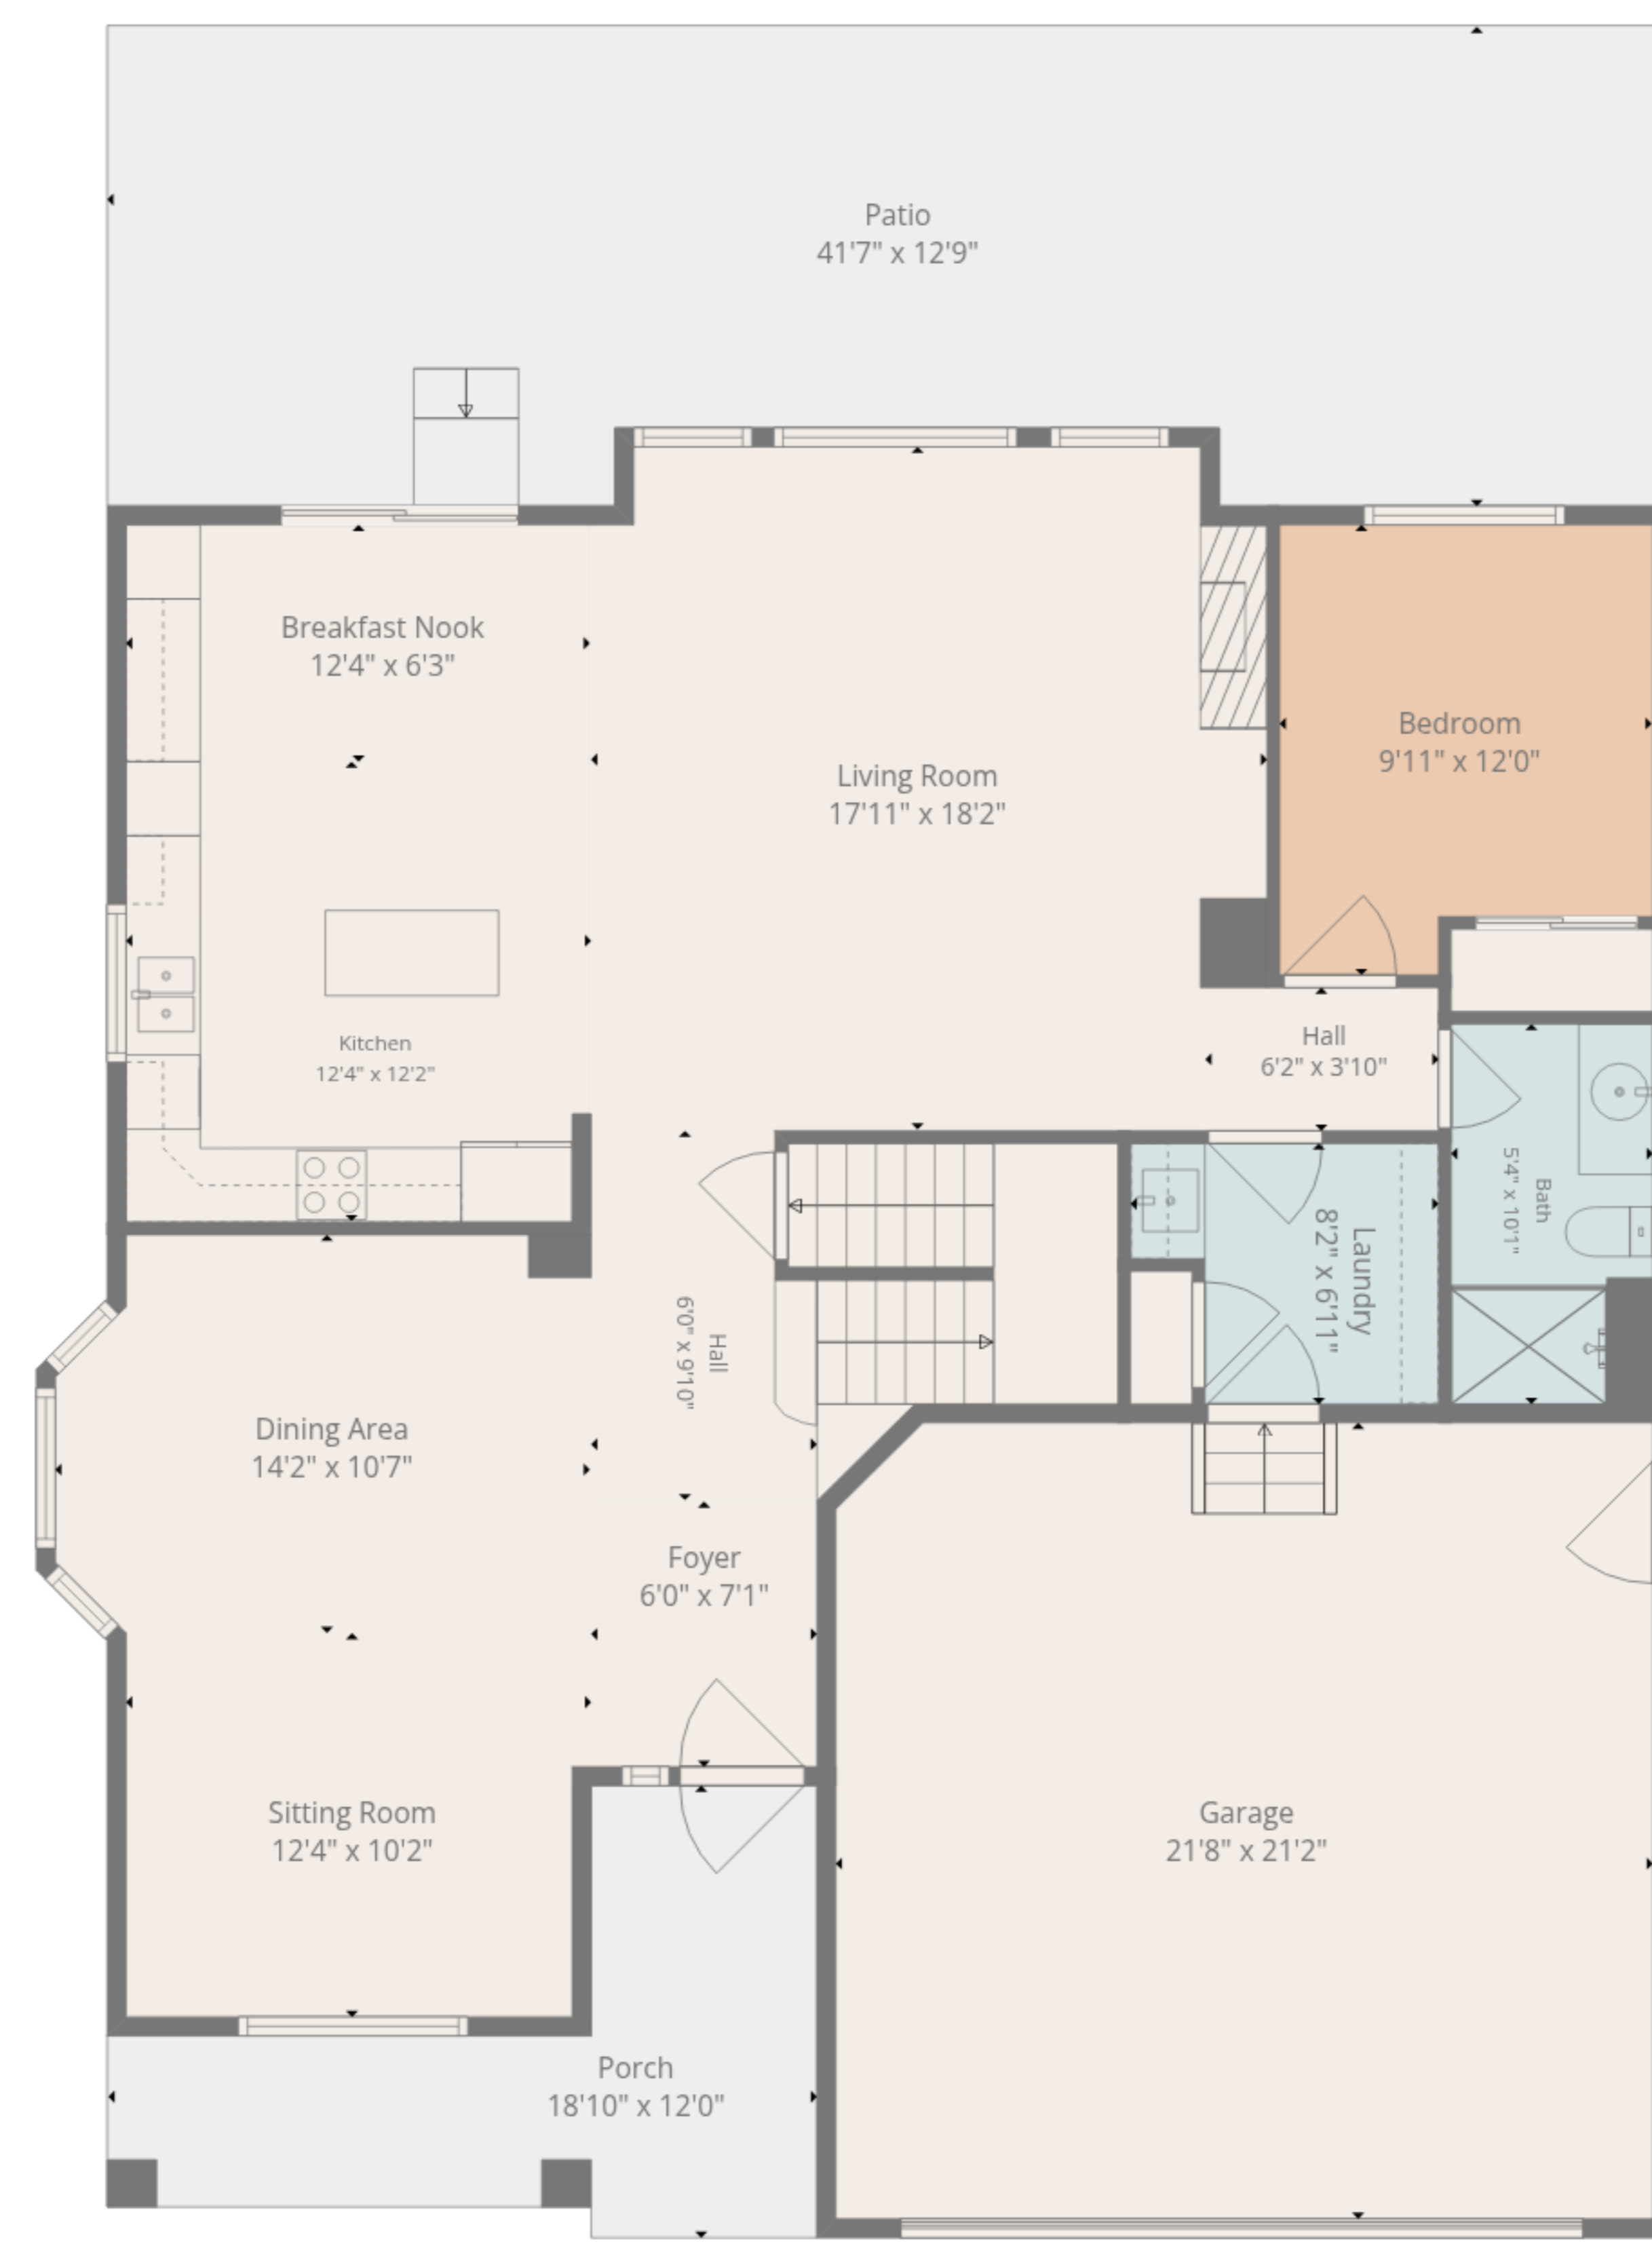 Patio
41'7" x 12'9"
Breakfast Nook
12'4" x 6'3"
Living Room
17'11" x 18'2"
Bedroom
9'11" x 12'0"
Kitchen
12'4" x 12'2"
Hall
6'2" x 3'10"
Bath
5'4" x 10'1"
Laundry
8'2" x 6'11"
Hall
6'0" x 9'10"
Dining Area
14'2" x 10'7"
Foyer
6'0" x 7'1"
Sitting Room
12'4" x 10'2"
Garage
21'8" x 21'2"
Porch
18'10" x 12'0"